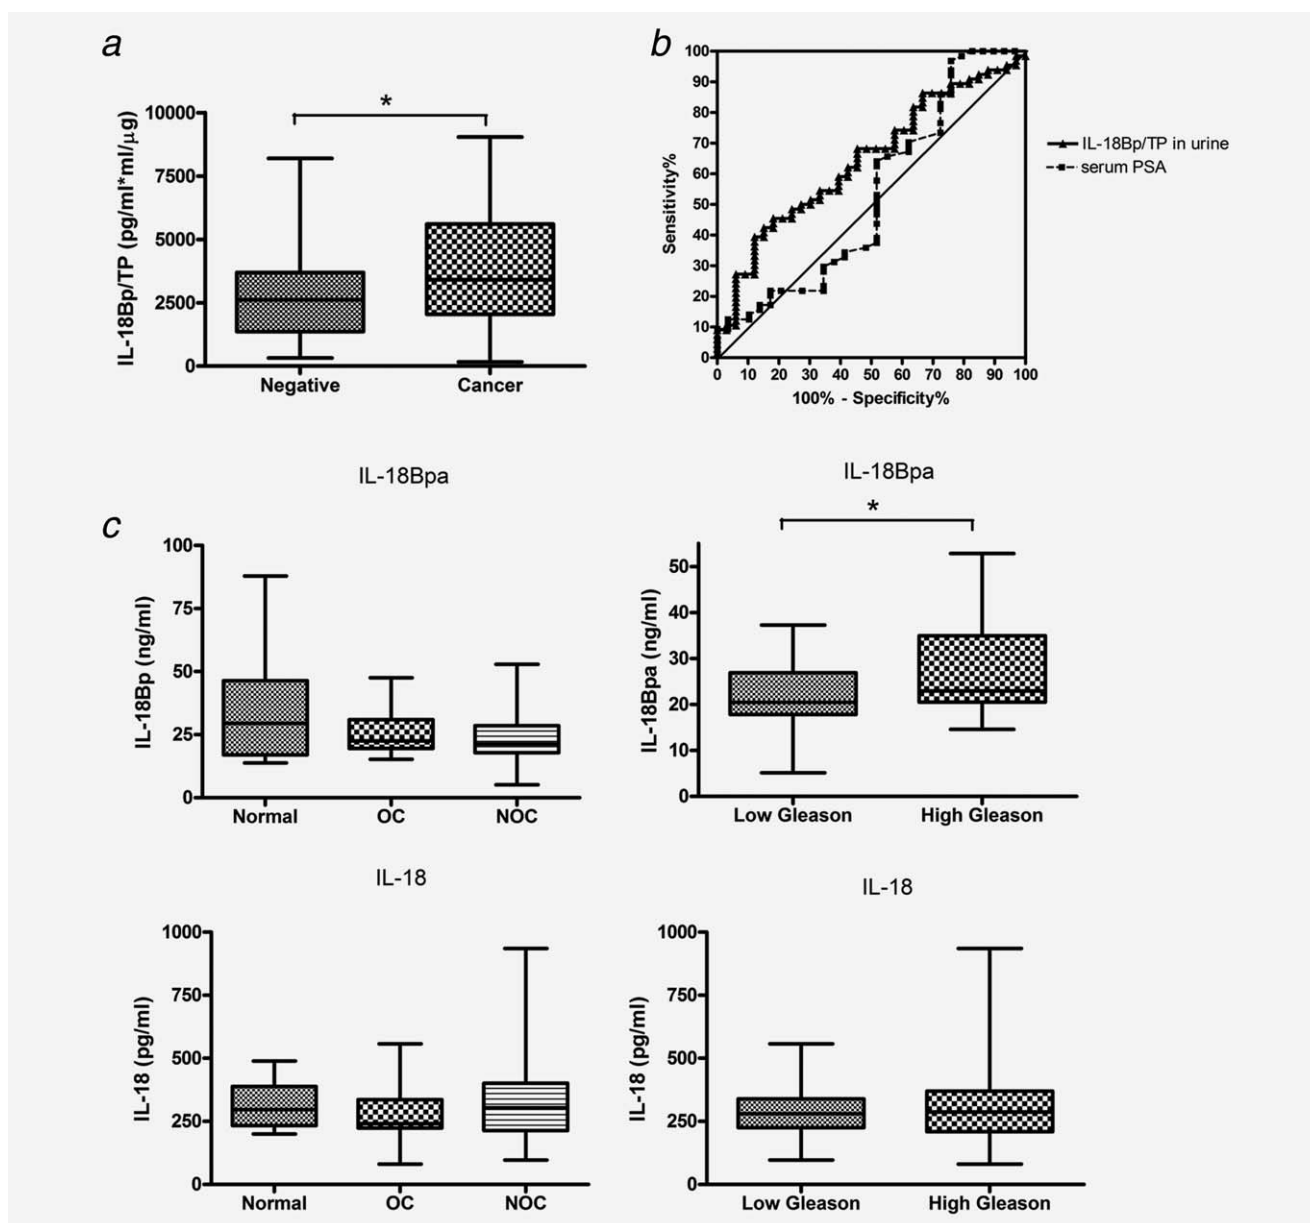 a
IL-18Bp/TP (pg/ml*ml/μg)
10000
7500
5000
2500
0
*
Negative
Cancer
b
Sensitivity%
100
90
80
70
60
50
40
30
20
10
0
0 10 20 30 40 50 60 70 80 90 100
100% - Specificity%
IL-18Bp/TP in urine
serum PSA
c
IL-18Bpa
IL-18Bp (ng/ml)
100
75
50
25
0
Normal
OC
NOC
IL-18Bpa
*
IL-18Bpa (ng/ml)
50
40
30
20
10
0
Low Gleason
High Gleason
IL-18
IL-18 (pg/ml)
1000
750
500
250
0
Normal
OC
NOC
IL-18
IL-18 (pg/ml)
1000
750
500
250
0
Low Gleason
High Gleason